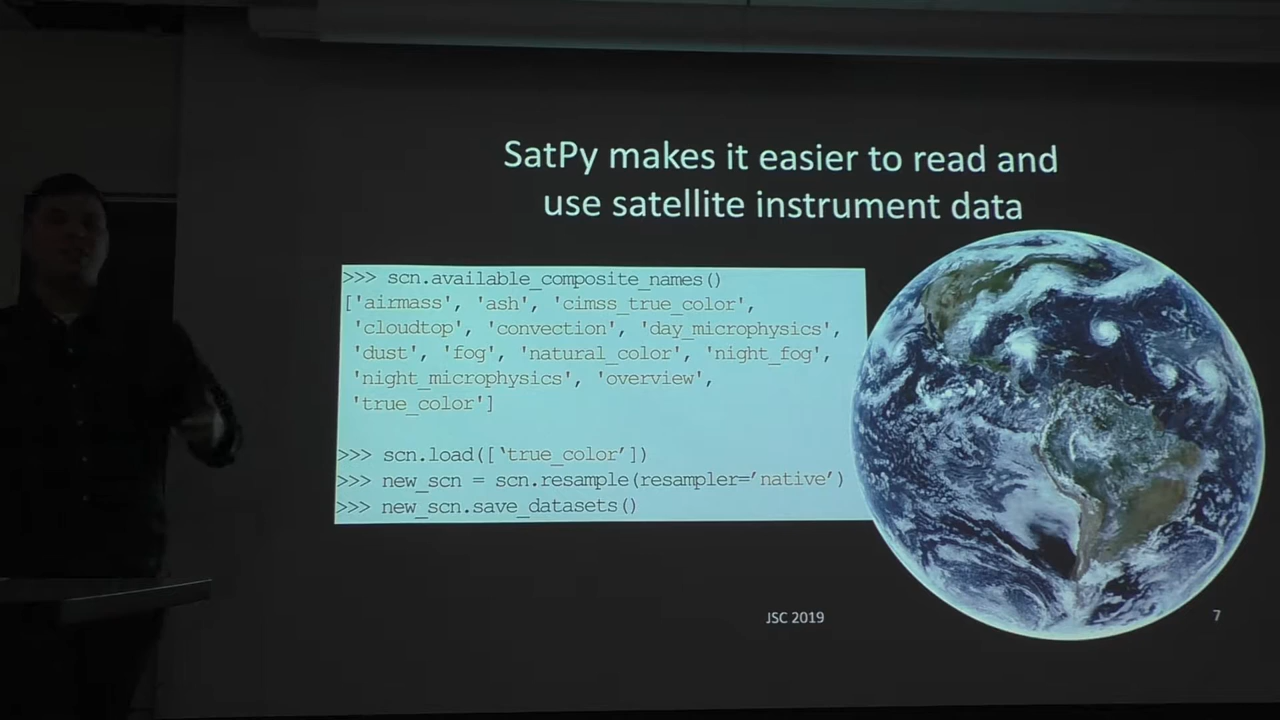 SatPy makes it easier to read and
use satellite instrument data
>>> scn.available_composite_names()
['airmass', 'ash', 'cimss_true_color',
'cloudtop', 'convection', 'day_microphysics',
'dust', 'fog', 'natural_color', 'night_fog',
'night_microphysics', 'overview',
'true_color']
>>> scn.load([‘true_color’])
>>> new_scn = scn.resample(resampler=’native’)
>>> new_scn.save_datasets()
JSC 2019
7